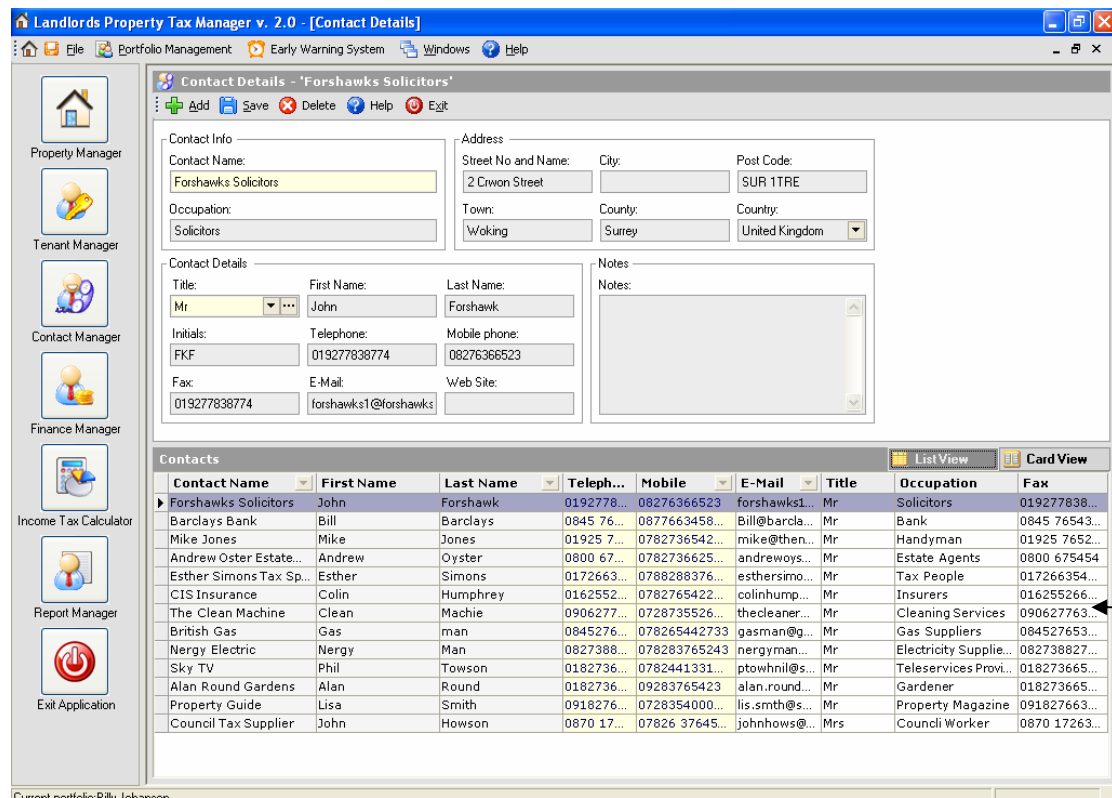 Landlords Property Tax Manager v. 2.0 - [Contact Details]
File Portfolio Management Early Warning System Windows Help
Property Manager
Tenant Manager
Contact Manager
Finance Manager
Income Tax Calculator
Report Manager
Exit Application
Contact Details - 'Forshawks Solicitors'
Add Save Delete Help Exit
Contact Info
Contact Name:
Forshawks Solicitors
Occupation:
Solicitors
Address
Street No and Name: City: Post Code:
2 Crwon Street SUR 1TRE
Town: County: Country:
Woking Surrey United Kingdom
Contact Details
Title: First Name: Last Name:
Mr John Forshawk
Initials: Telephone: Mobile phone:
FKF 019277838774 08276366523
Fax: E-Mail: Web Site:
019277838774 forshawks1@forshawks
Notes
Notes:
Contacts List View Card View
Contact Name First Name Last Name Teleph... Mobile E-Mail Title Occupation Fax
Forshawks Solicitors John Forshawk 0192778... 08276366523 forshawks1... Mr Solicitors 019277838...
Barclays Bank Bill Barclays 0845 76... 0877663458... Bill@barcla... Mr Bank 0845 76543...
Mike Jones Mike Jones 01925 7... 0782736542... mike@then... Mr Handyman 01925 7652...
Andrew Oster Estate... Andrew Oyster 0800 67... 0782736625... andrewoys... Mr Estate Agents 0800 675454
Esther Simons Tax Sp... Esther Simons 0172663... 0788288376... esthersimo... Mr Tax People 017266354...
CIS Insurance Colin Humphrey 0162552... 0782765422... colinhump... Mr Insurers 016255266...
The Clean Machine Clean Machie 0906277... 0728735526... thecleaner... Mr Cleaning Services 090627763...
British Gas Gas man 0845276... 078265442733 gasman@g... Mr Gas Suppliers 084527653...
Nergy Electric Nergy Man 0827388... 078283765243 nergyman... Mr Electricity Supplie... 082738827...
Sky TV Phil Towson 0182736... 0782441331... ptowhnil@s... Mr Teleservices Provi... 018273665...
Alan Round Gardens Alan Round 0182736... 09283765423 alan.round... Mr Gardener 018273665...
Property Guide Lisa Smith 0918276... 0728354000... lis.smth@s... Mr Property Magazine 091827663...
Council Tax Supplier John Howson 0870 17... 07826 37645... johnhows@... Mrs Councli Worker 0870 17263...
Current portfolio:Billy Johanson